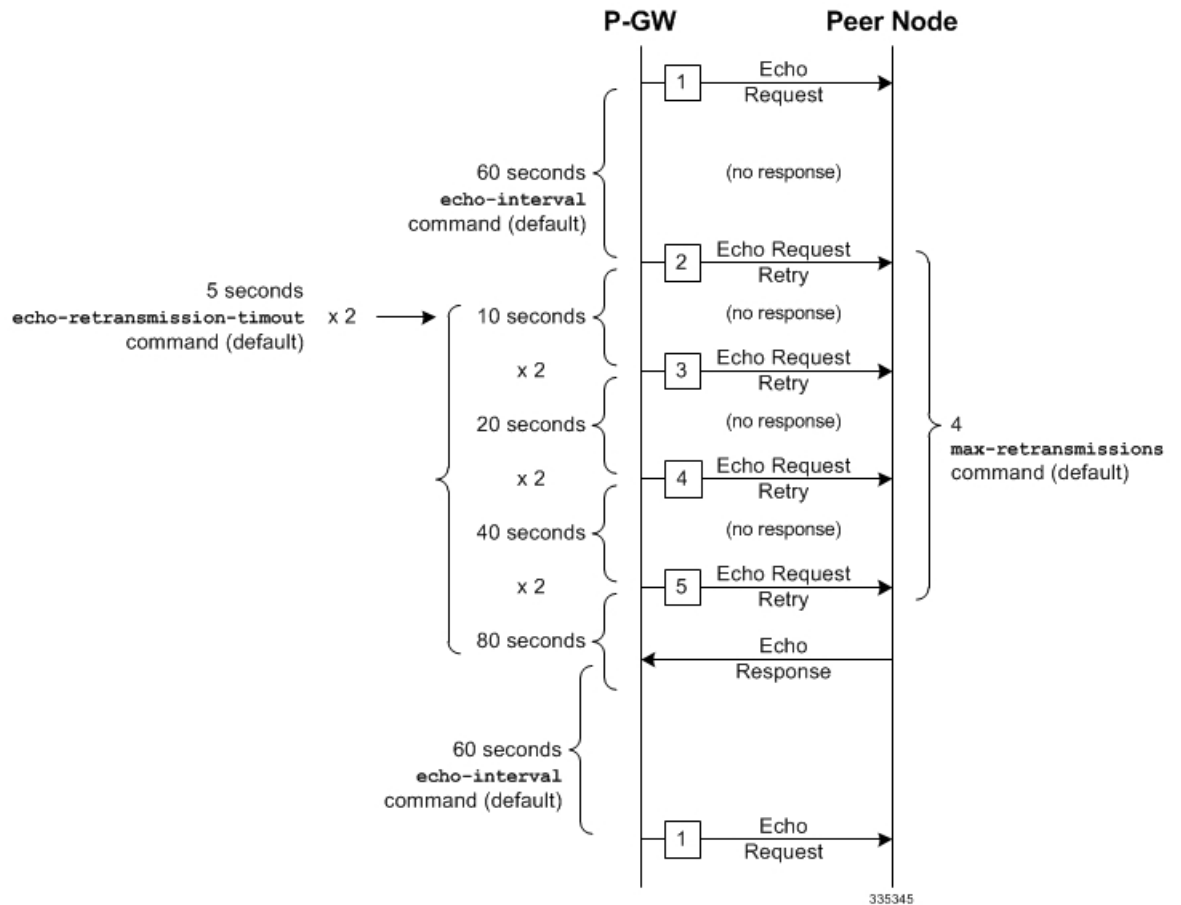 P-GW
Peer Node
1
Echo
Request
60 seconds
echo-interval
command (default)
(no response)
2
Echo Request
Retry
5 seconds
echo-retransmission-timout
command (default)
x 2
10 seconds
(no response)
x 2
3
Echo Request
Retry
20 seconds
(no response)
4
max-retransmissions
command (default)
x 2
4
Echo Request
Retry
40 seconds
(no response)
x 2
5
Echo Request
Retry
80 seconds
Echo
Response
60 seconds
echo-interval
command (default)
1
Echo
Request
335345